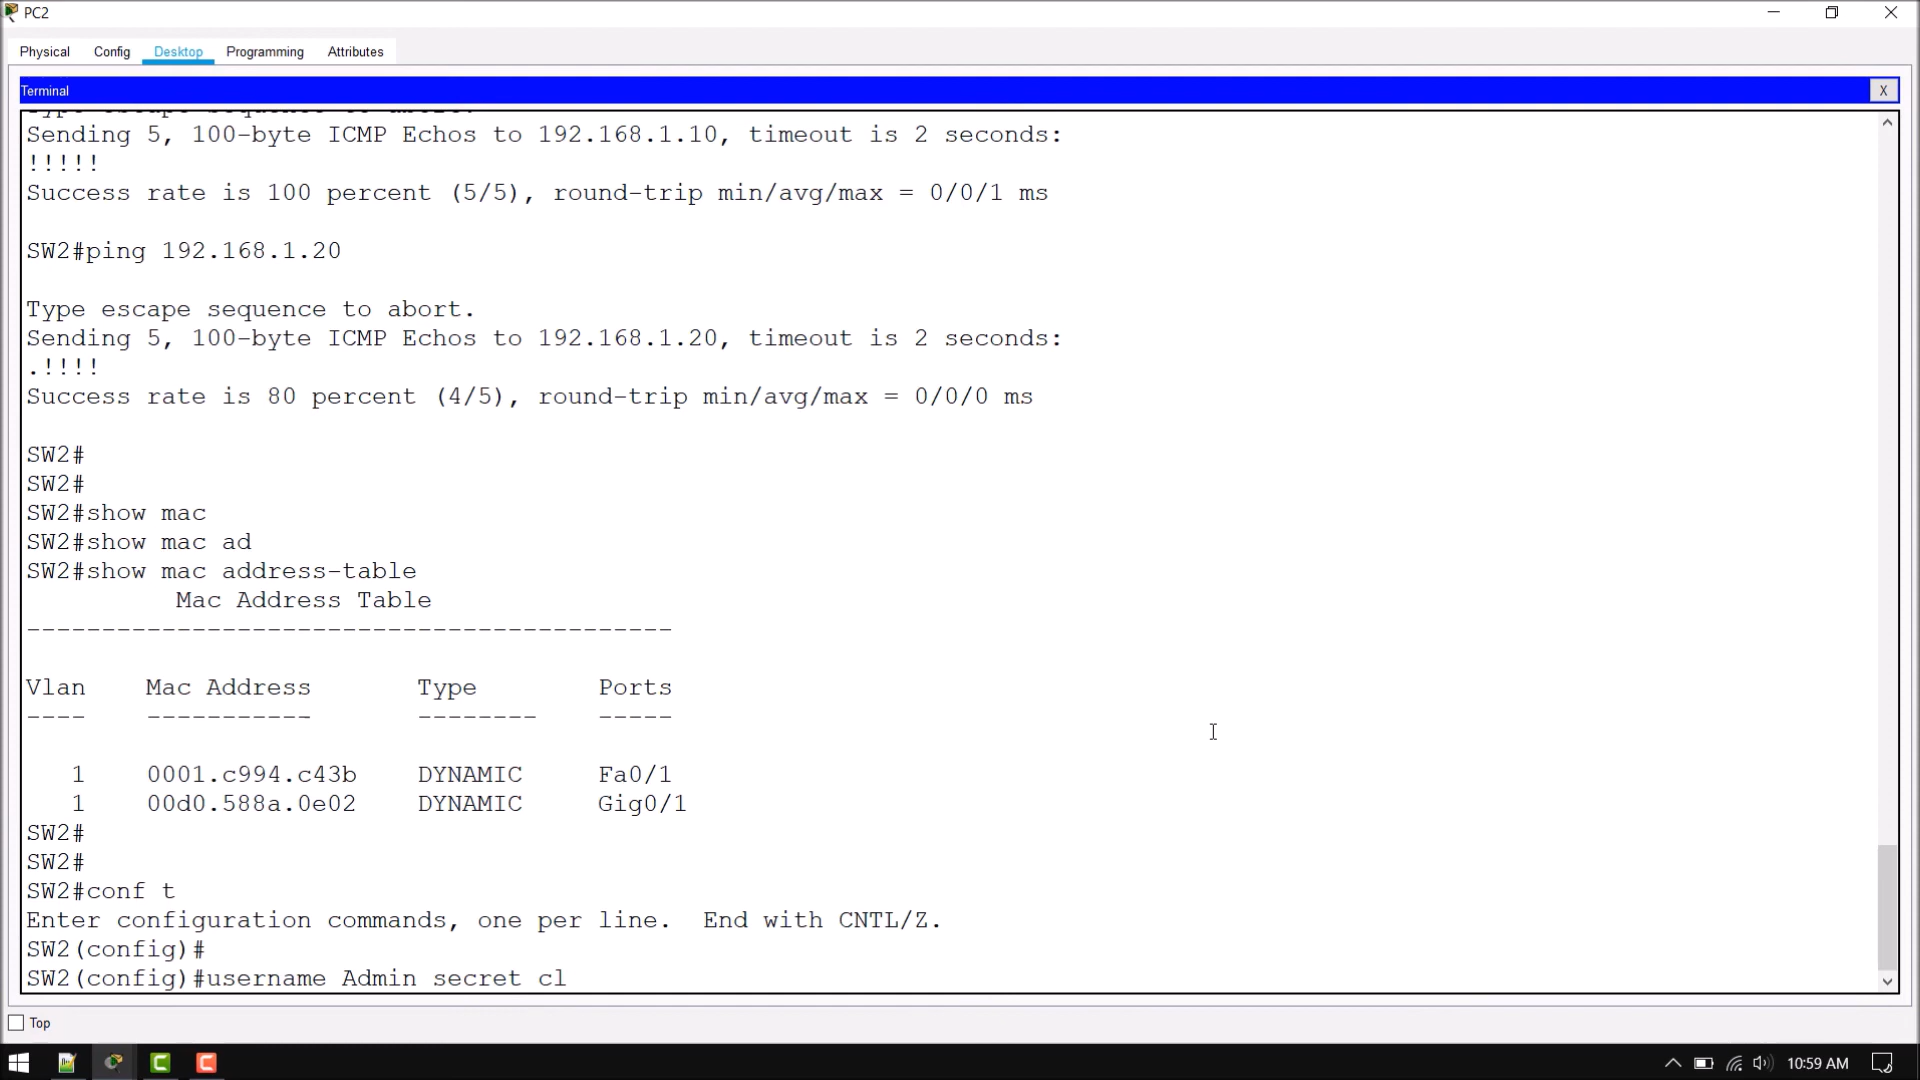 PC2
Physical Config Desktop Programming Attributes
Terminal X
Type escape sequence to abort.
Sending 5, 100-byte ICMP Echos to 192.168.1.10, timeout is 2 seconds:
!!!!!
Success rate is 100 percent (5/5), round-trip min/avg/max = 0/0/1 ms
SW2#ping 192.168.1.20
Type escape sequence to abort.
Sending 5, 100-byte ICMP Echos to 192.168.1.20, timeout is 2 seconds:
.!!!!
Success rate is 80 percent (4/5), round-trip min/avg/max = 0/0/0 ms
SW2#
SW2#
SW2#show mac
SW2#show mac ad
SW2#show mac address-table
Mac Address Table
-------------------------------------------
Vlan Mac Address Type Ports
---- ----------- -------- -----
1 0001.c994.c43b DYNAMIC Fa0/1
1 00d0.588a.0e02 DYNAMIC Gig0/1
SW2#
SW2#
SW2#conf t
Enter configuration commands, one per line. End with CNTL/Z.
SW2(config)#
SW2(config)#username Admin secret cl
Top
10:59 AM